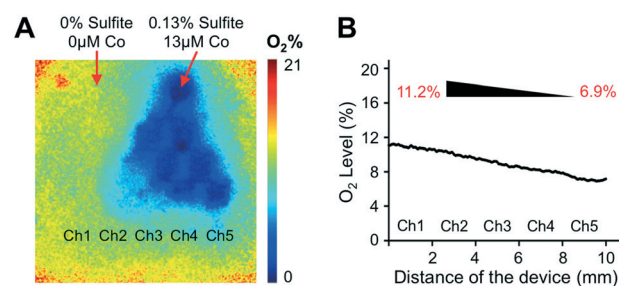 A
0% Sulfite
0µM Co
0.13% Sulfite
13µM Co
O2%
21
0
Ch1 Ch2 Ch3 Ch4 Ch5
B
O2 Level (%)
20
16
12
8
4
0
11.2%
6.9%
Ch1 Ch2 Ch3 Ch4 Ch5
2 4 6 8 10
Distance of the device (mm)